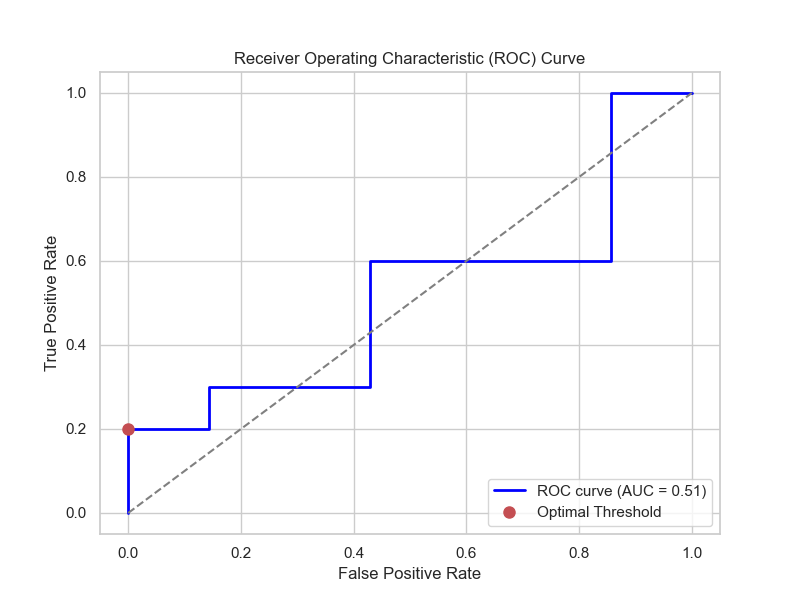 Receiver Operating Characteristic (ROC) Curve
True Positive Rate
1.0
0.8
0.6
0.4
0.2
0.0
ROC curve (AUC = 0.51)
Optimal Threshold
0.0 0.2 0.4 0.6 0.8 1.0
False Positive Rate